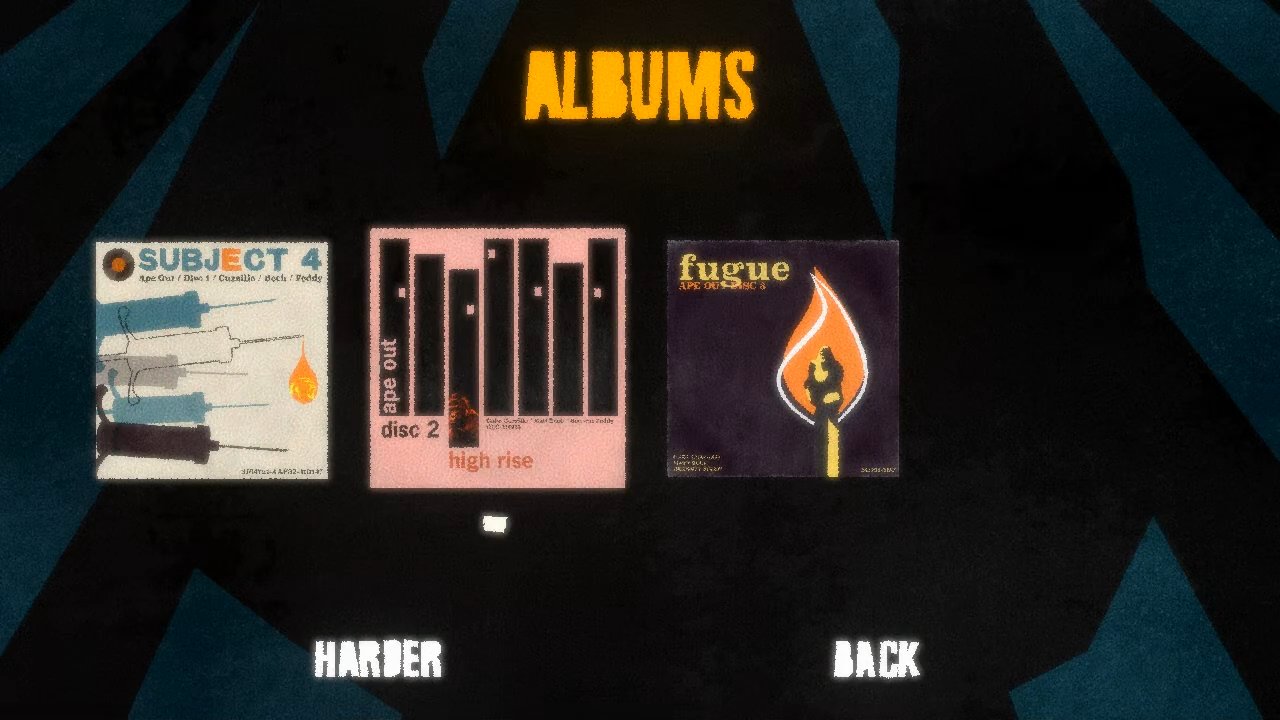 ALBUMS
SUBJECT 4
Ape Out / Disc 1 / Cuzzillo / Boch / Foddy
ape out
disc 2
high rise
fugue
APE OUT DISC 3
HARDER
BACK